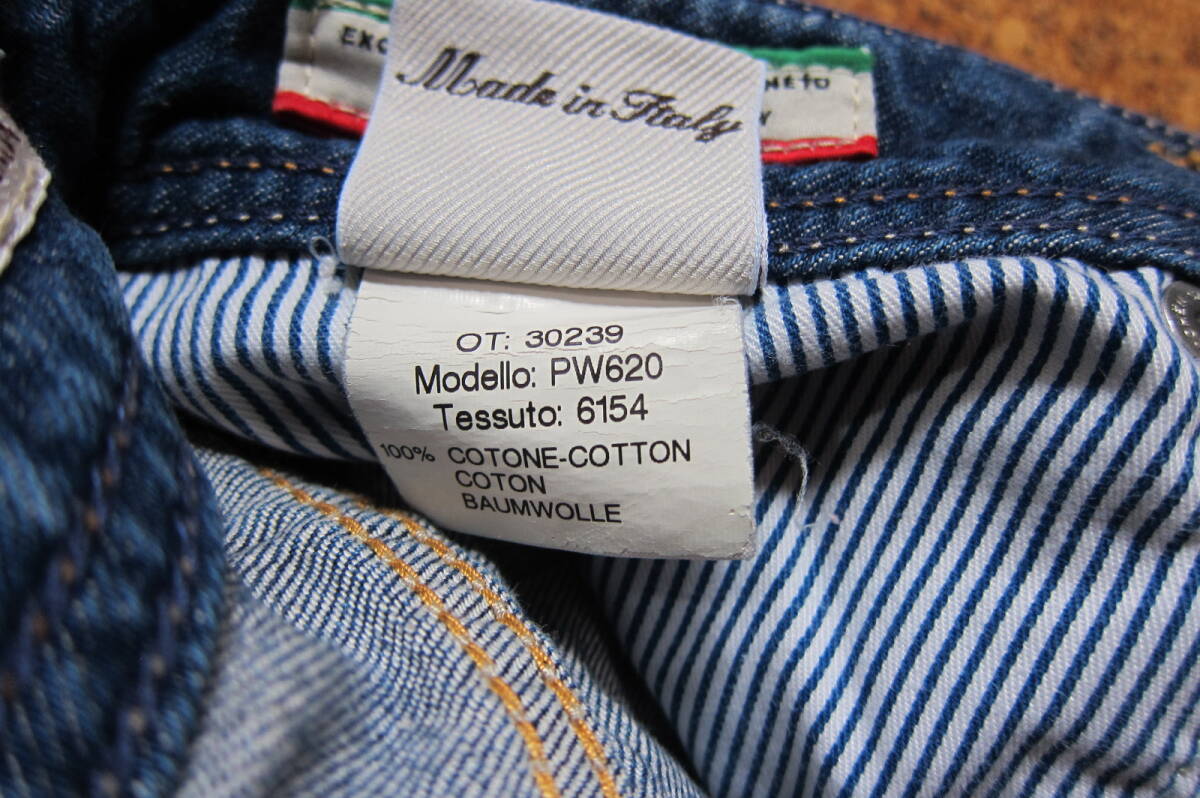 Made in Italy
OT: 30239
Modello: PW620
Tessuto: 6154
100% COTONE-COTTON
COTON
BAUMWOLLE